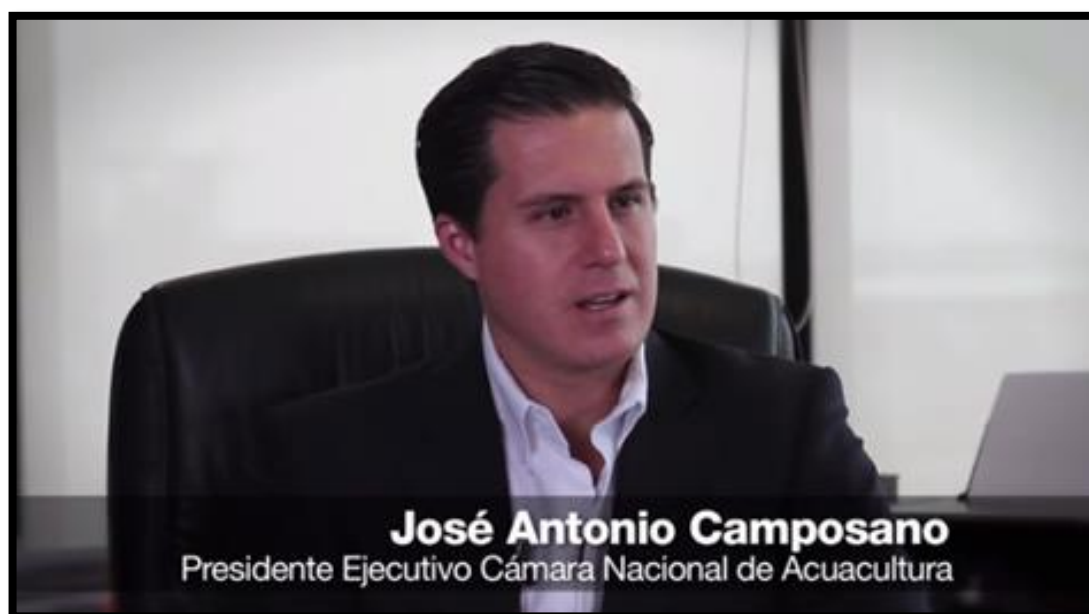 José Antonio Camposano
Presidente Ejecutivo Cámara Nacional de Acuacultura